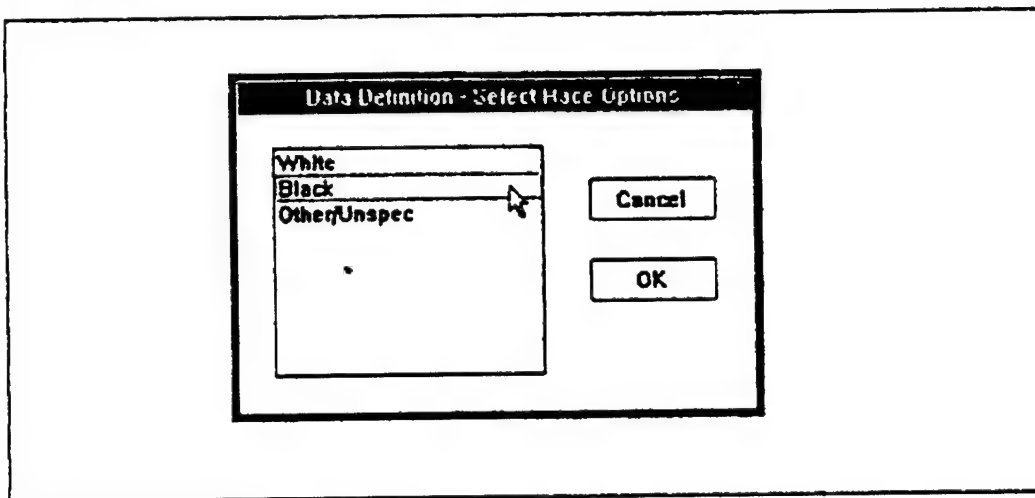 Data Definition - Select Race Options
White
Black
Other/Unspec
Cancel
OK